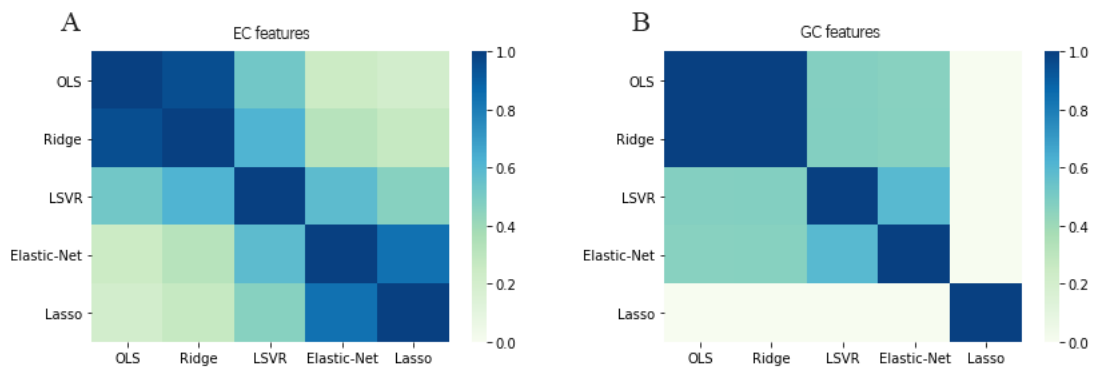 A
EC features
OLS
Ridge
LSVR
Elastic-Net
Lasso
OLS Ridge LSVR Elastic-Net Lasso
1.0
0.8
0.6
0.4
0.2
0.0
B
GC features
OLS
Ridge
LSVR
Elastic-Net
Lasso
OLS Ridge LSVR Elastic-Net Lasso
1.0
0.8
0.6
0.4
0.2
0.0